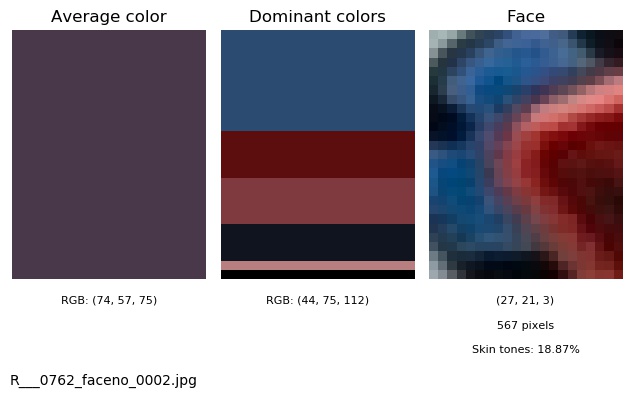 Average color
Dominant colors
Face
RGB: (74, 57, 75)
RGB: (44, 75, 112)
(27, 21, 3)
567 pixels
Skin tones: 18.87%
R___0762_faceno_0002.jpg